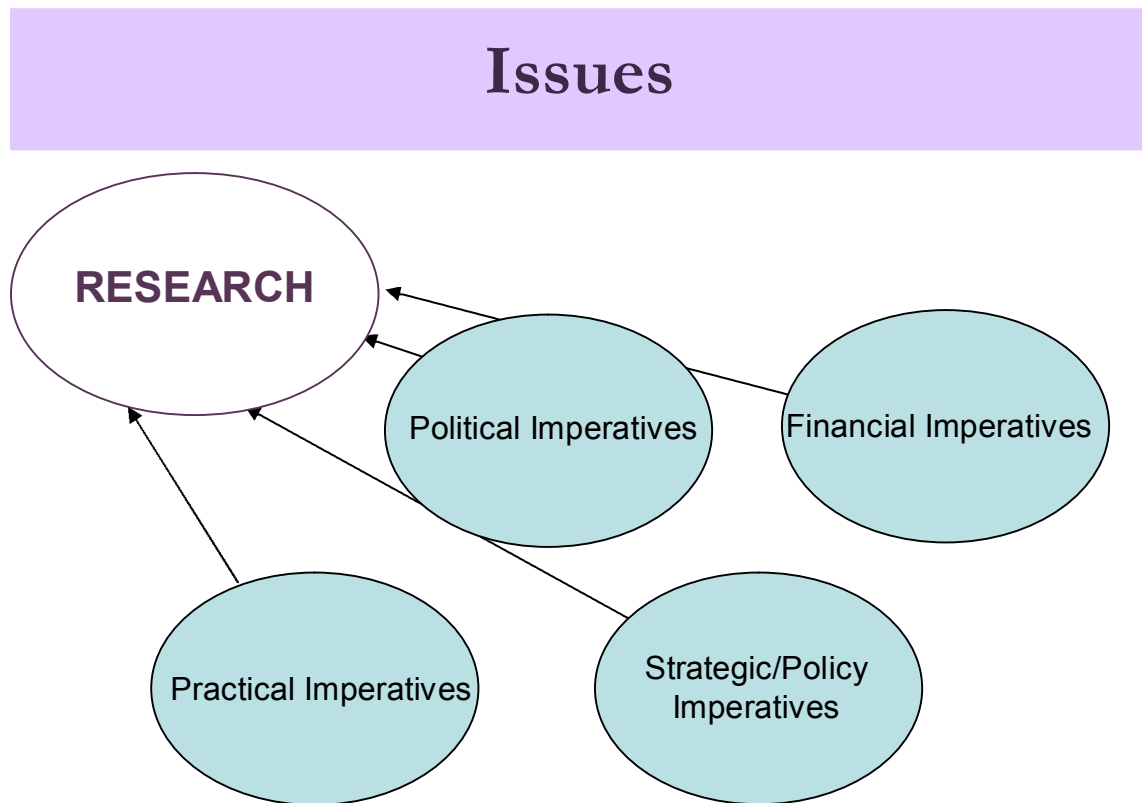 Issues
RESEARCH
Political Imperatives
Financial Imperatives
Practical Imperatives
Strategic/Policy
Imperatives